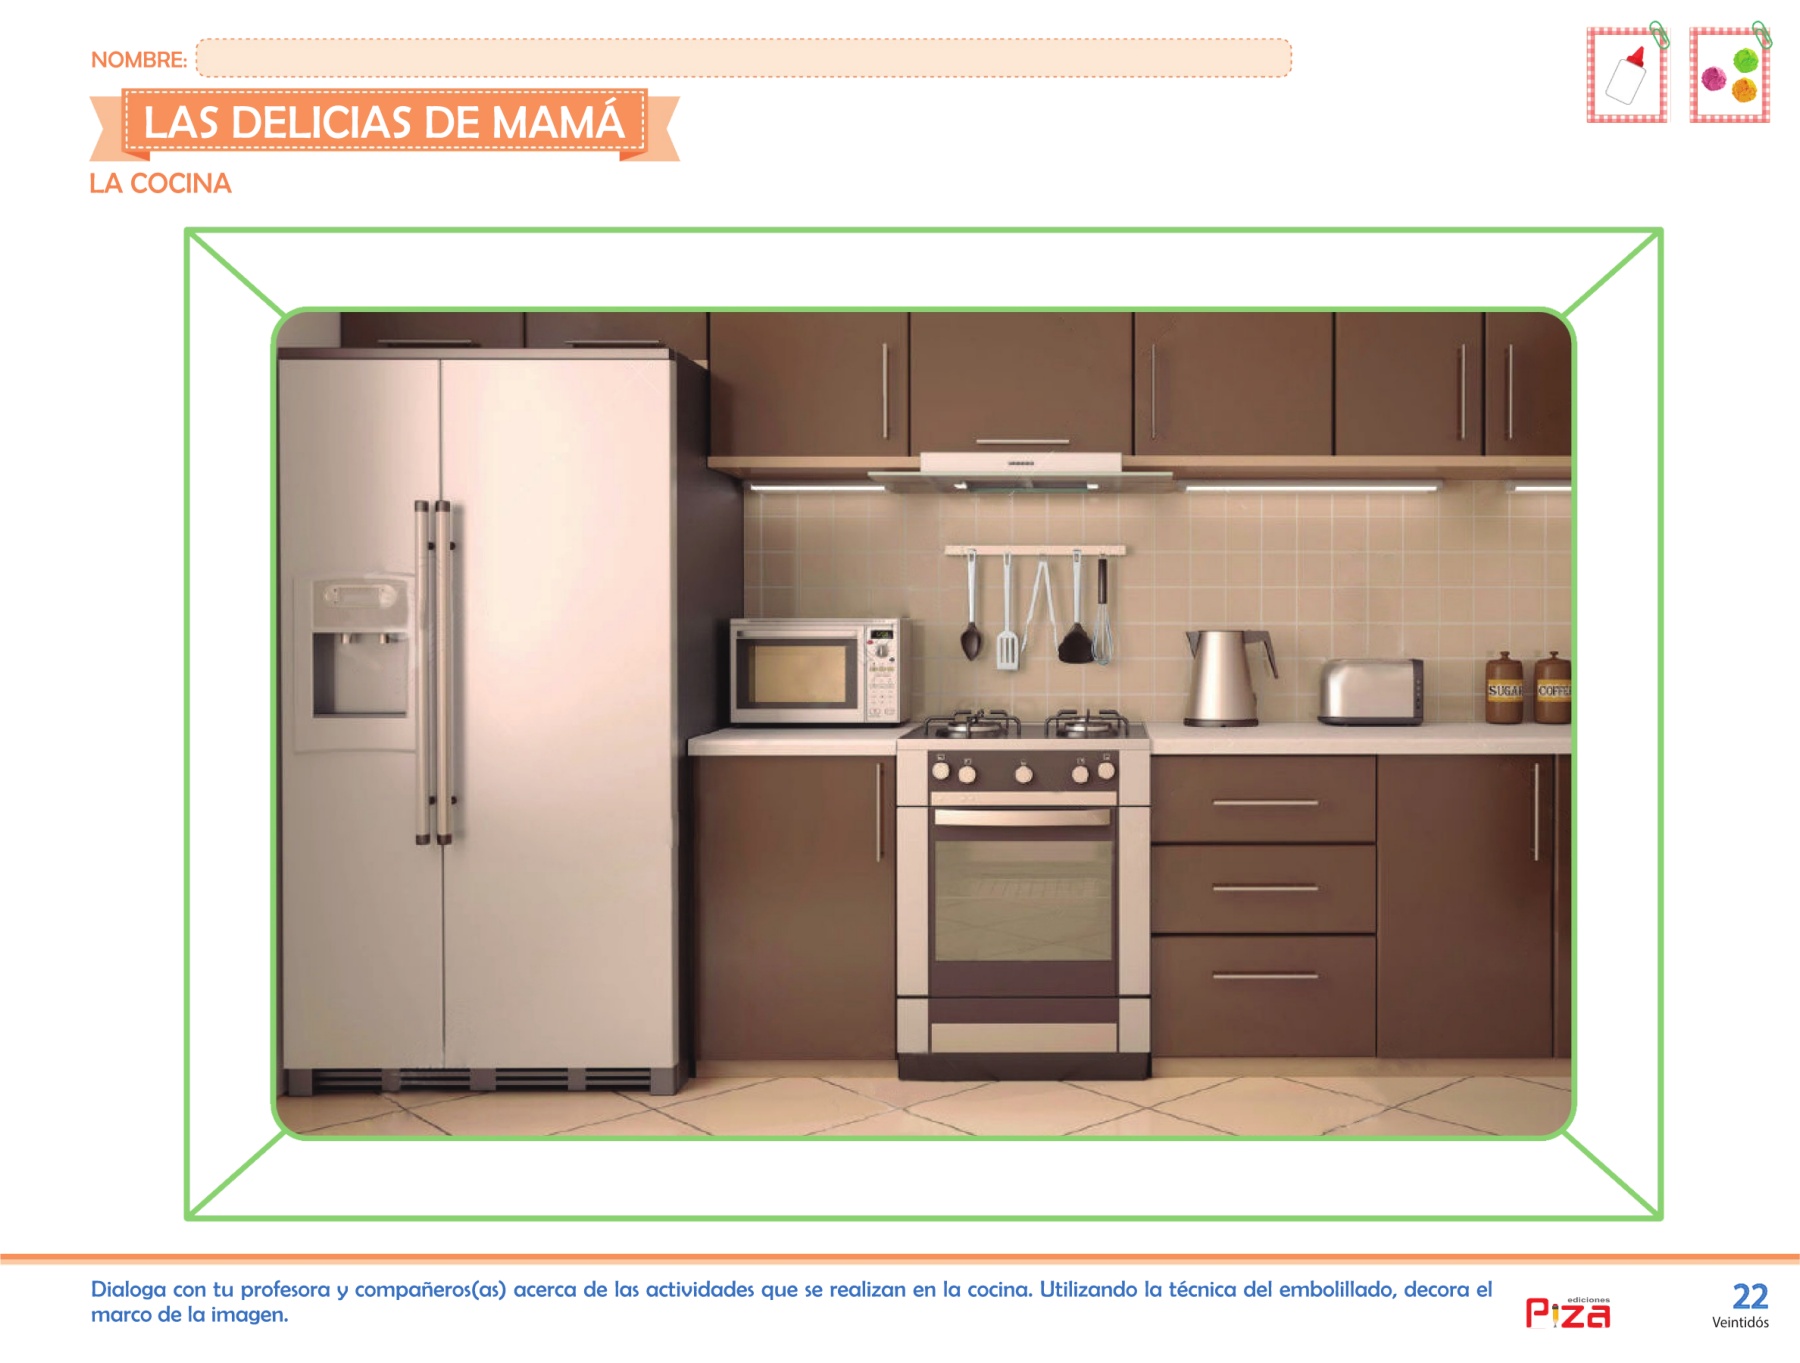 NOMBRE:
LAS DELICIAS DE MAMÁ
LA COCINA
SUGAR
COFFE
Dialoga con tu profesora y compañeros(as) acerca de las actividades que se realizan en la cocina. Utilizando la técnica del embolillado, decora el
marco de la imagen.
ediciones
Piza
22
Veintidós